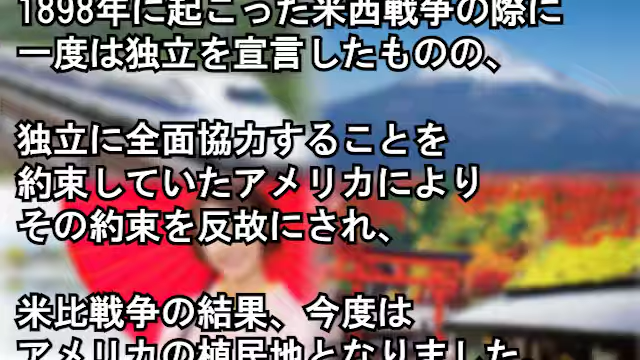 1898年に起こった米西戦争の際に
一度は独立を宣言したものの、
独立に全面協力することを
約束していたアメリカにより
その約束を反故にされ、
米比戦争の結果、今度は
アメリカの植民地となりました。